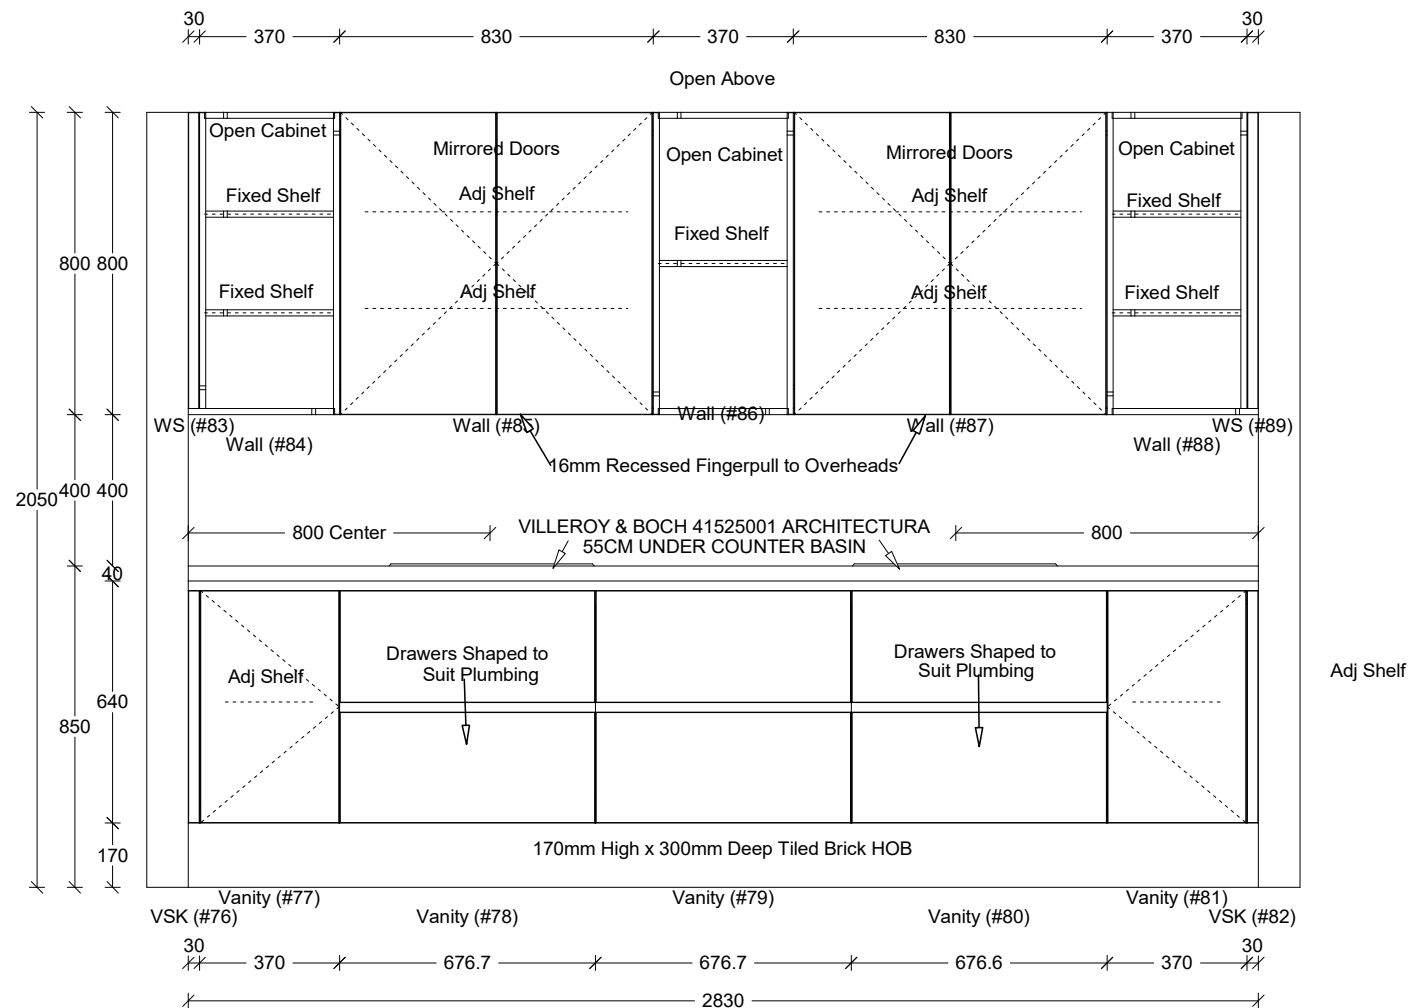 30
30
370
830
370
830
370
Open Above
Open Cabinet
Mirrored Doors
Open Cabinet
Mirrored Doors
Open Cabinet
Fixed Shelf
Adj Shelf
Fixed Shelf
Adj Shelf
Fixed Shelf
800 800
Fixed Shelf
Adj Shelf
Adj Shelf
Fixed Shelf
WS (#83)
Wall (#84)
Wall (#85)
Wall (#86)
Wall (#87)
Wall (#88)
WS (#89)
16mm Recessed Fingerpull to Overheads
2050
400 400
800 Center
VILLEROY & BOCH 41525001 ARCHITECTURA
55CM UNDER COUNTER BASIN
800
40
Adj Shelf
Drawers Shaped to
Suit Plumbing
Drawers Shaped to
Suit Plumbing
Adj Shelf
640
850
170
170mm High x 300mm Deep Tiled Brick HOB
VSK (#76)
Vanity (#77)
Vanity (#78)
Vanity (#79)
Vanity (#80)
Vanity (#81)
VSK (#82)
30
30
370
676.7
676.7
676.6
370
2830